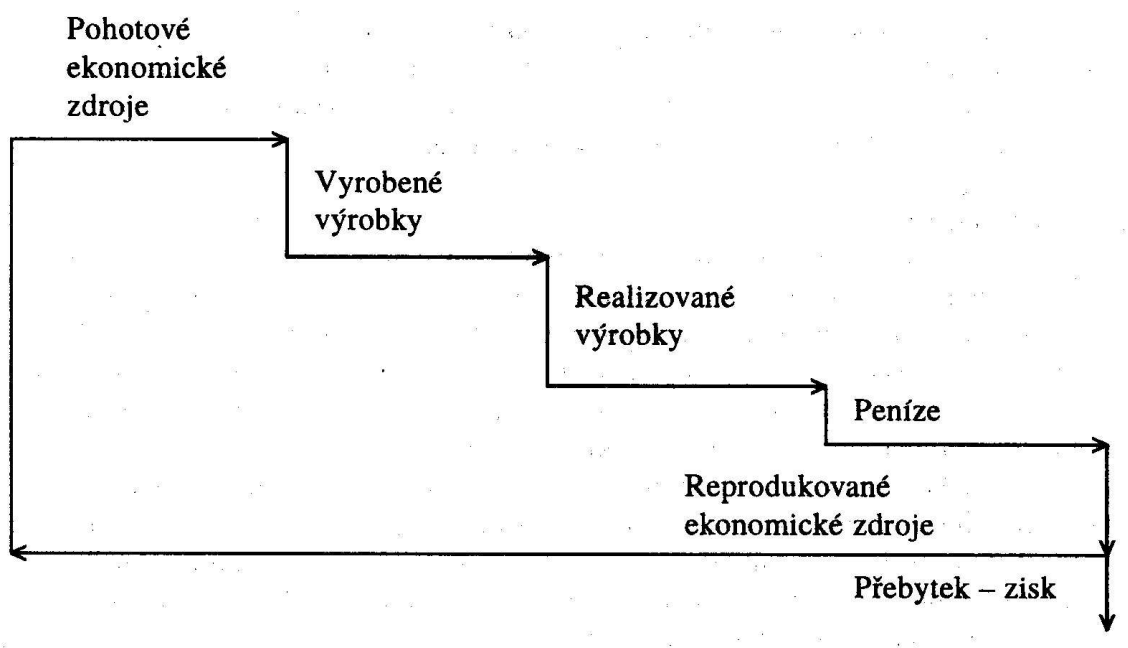 Pohotové
ekonomické
zdroje
Vyrobené
výrobky
Realizované
výrobky
Peníze
Reprodukované
ekonomické zdroje
Přebytek – zisk